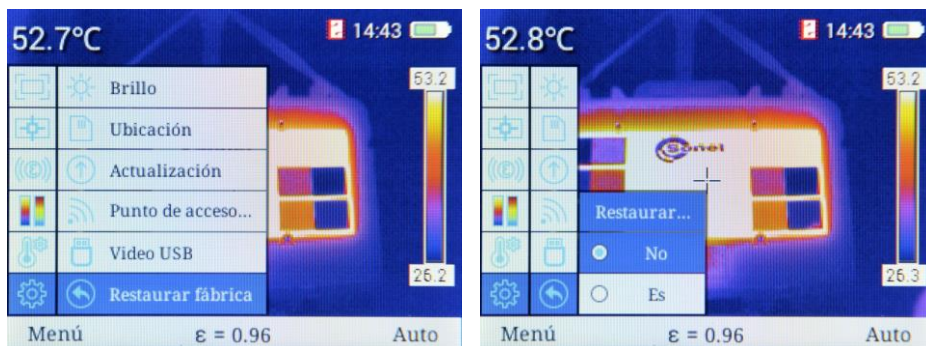 52.7°C
14:43
53.2
Brillo
Ubicación
Actualización
Punto de acceso...
Video USB
Restaurar fábrica
26.2
Menú
ε = 0.96
Auto
52.8°C
14:43
53.2
Sonel
Restaurar...
No
Es
26.3
Menú
ε = 0.96
Auto